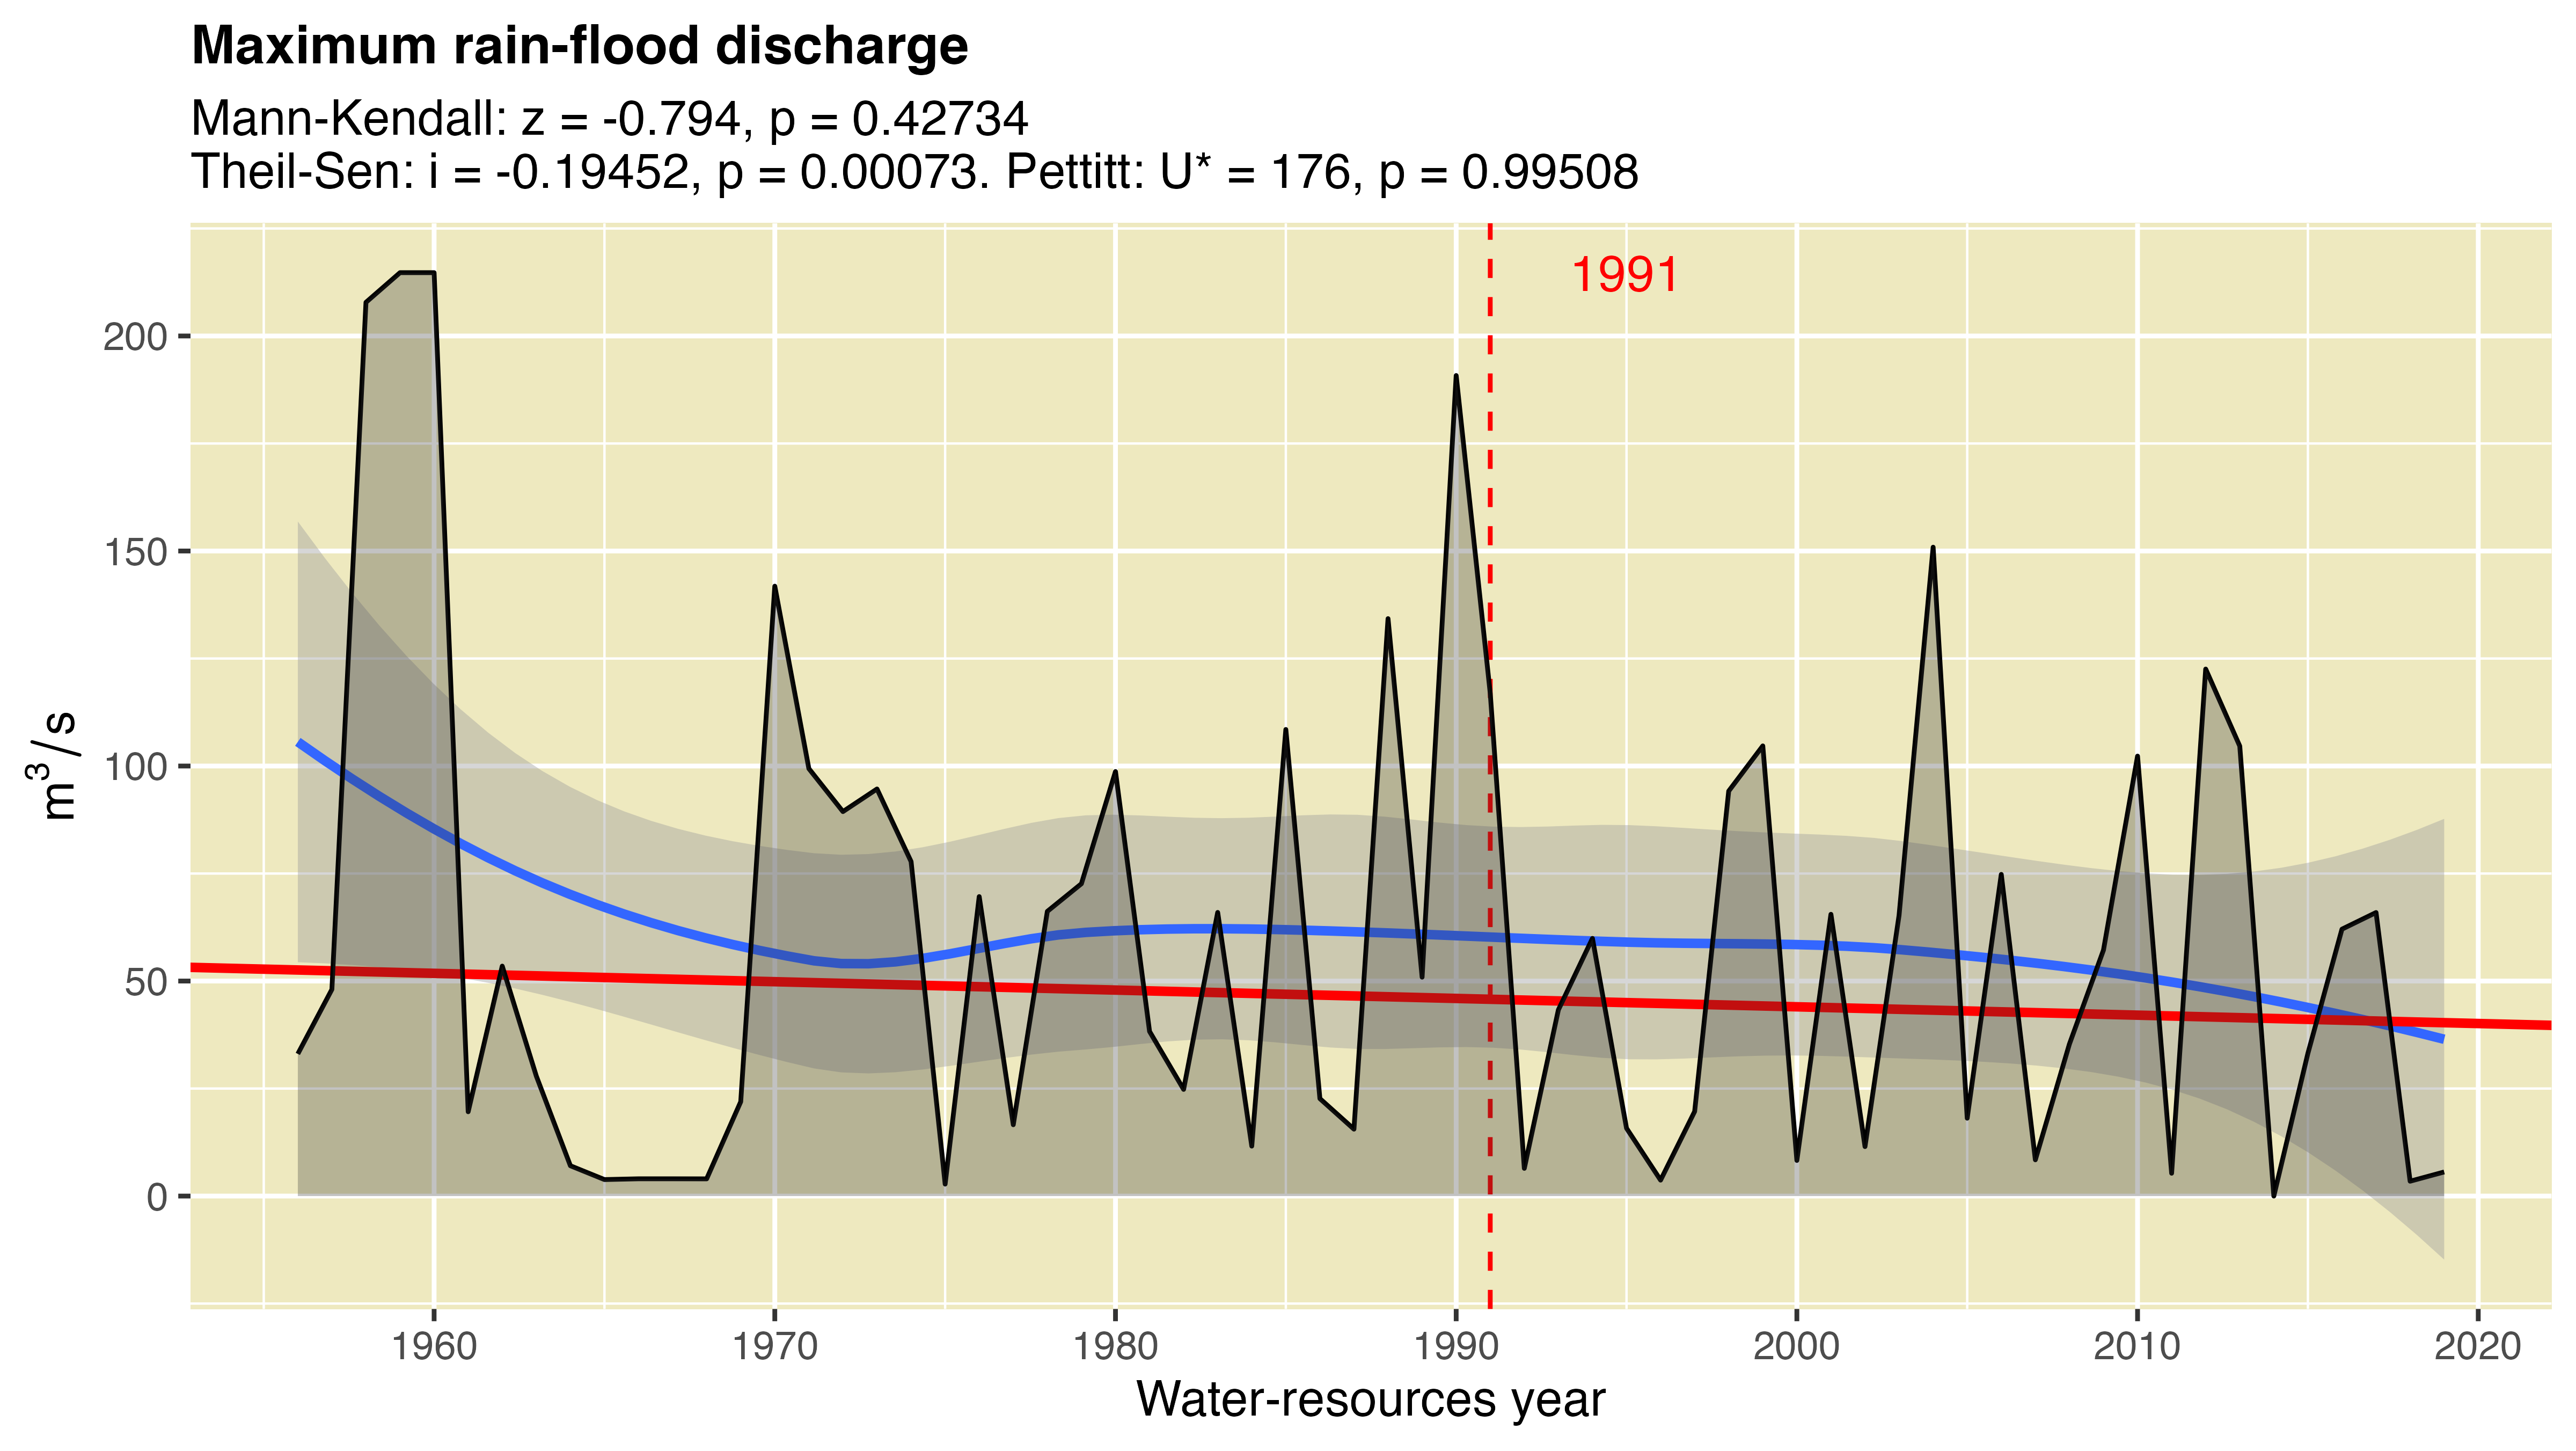 Maximum rain-flood discharge
Mann-Kendall: z = -0.794, p = 0.42734
Theil-Sen: i = -0.19452, p = 0.00073. Pettitt: U* = 176, p = 0.99508
1991
200
150
100
50
0
m³/s
1960 1970 1980 1990 2000 2010 2020
Water-resources year